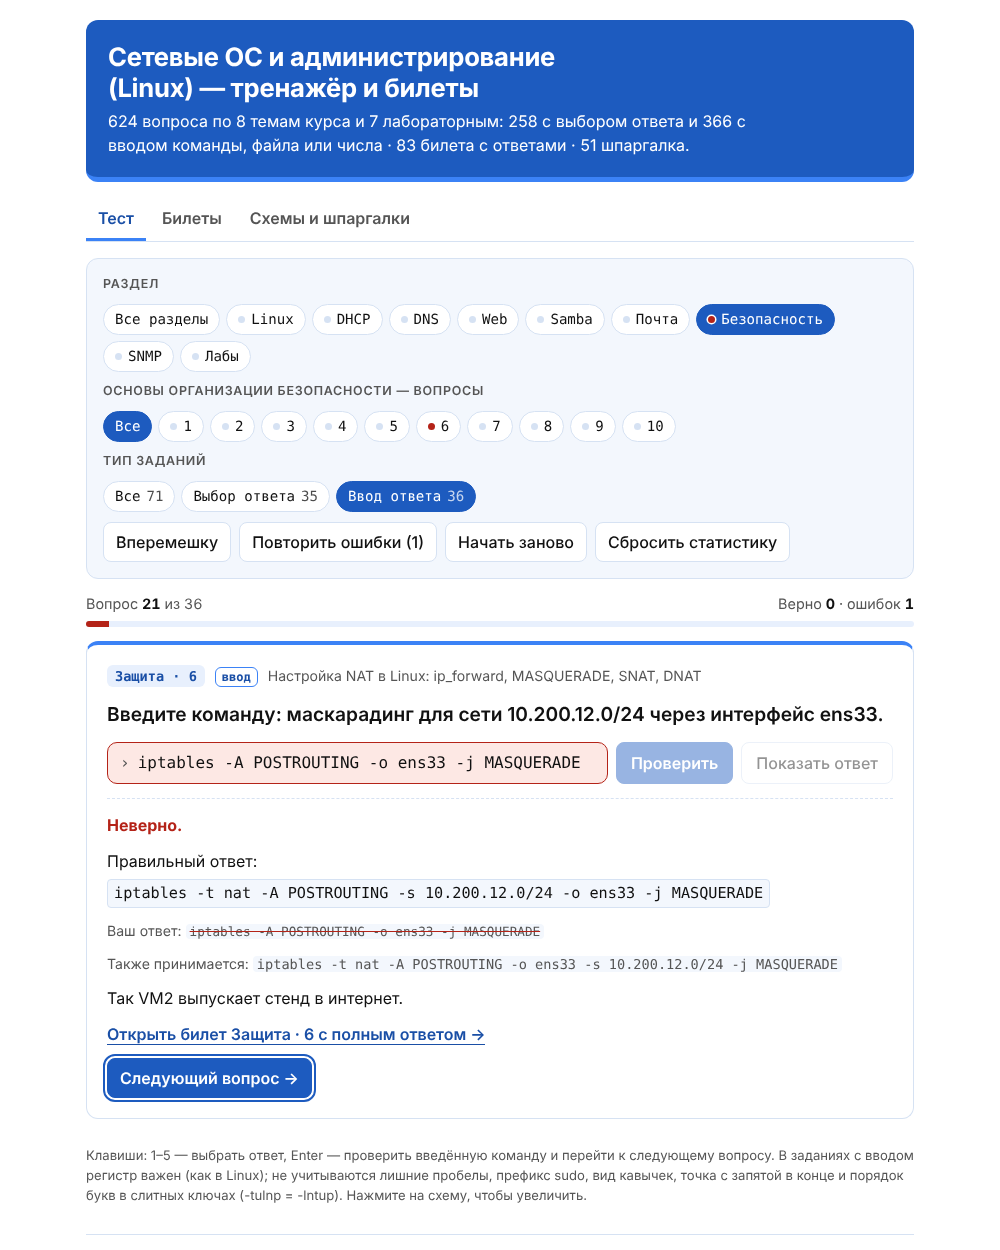 Сетевые ОС и администрирование
(Linux) — тренажёр и билеты
624 вопроса по 8 темам курса и 7 лабораторным: 258 с выбором ответа и 366 с
вводом команды, файла или числа · 83 билета с ответами · 51 шпаргалка.
Тест Билеты Схемы и шпаргалки
РАЗДЕЛ
Все разделы Linux DHCP DNS Web Samba Почта Безопасность
SNMP Лабы
ОСНОВЫ ОРГАНИЗАЦИИ БЕЗОПАСНОСТИ — ВОПРОСЫ
Все 1 2 3 4 5 6 7 8 9 10
ТИП ЗАДАНИЙ
Все 71 Выбор ответа 35 Ввод ответа 36
Вперемешку Повторить ошибки (1) Начать заново Сбросить статистику
Вопрос 21 из 36 Верно 0 · ошибок 1
Защита · 6 ввод Настройка NAT в Linux: ip_forward, MASQUERADE, SNAT, DNAT
Введите команду: маскарадинг для сети 10.200.12.0/24 через интерфейс ens33.
› iptables -A POSTROUTING -o ens33 -j MASQUERADE Проверить Показать ответ
Неверно.
Правильный ответ:
iptables -t nat -A POSTROUTING -s 10.200.12.0/24 -o ens33 -j MASQUERADE
Ваш ответ: iptables -A POSTROUTING -o ens33 -j MASQUERADE
Также принимается: iptables -t nat -A POSTROUTING -o ens33 -s 10.200.12.0/24 -j MASQUERADE
Так VM2 выпускает стенд в интернет.
Открыть билет Защита · 6 с полным ответом →
Следующий вопрос →
Клавиши: 1–5 — выбрать ответ, Enter — проверить введённую команду и перейти к следующему вопросу. В заданиях с вводом
регистр важен (как в Linux); не учитываются лишние пробелы, префикс sudo, вид кавычек, точка с запятой в конце и порядок
букв в слитных ключах (-tulnp = -lntup). Нажмите на схему, чтобы увеличить.